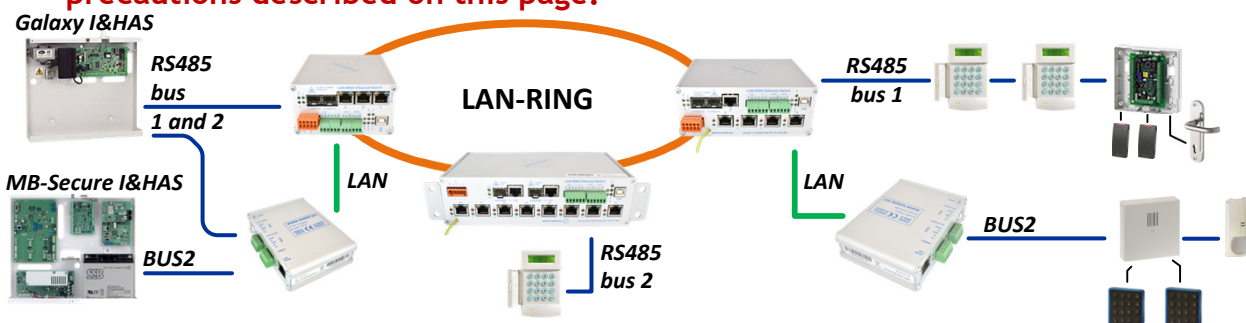 precautions described on this page.
Galaxy I&HAS
RS485
bus
1 and 2
LAN-RING
RS485
bus 1
LAN
MB-Secure I&HAS
BUS2
RS485
bus 2
LAN
BUS2